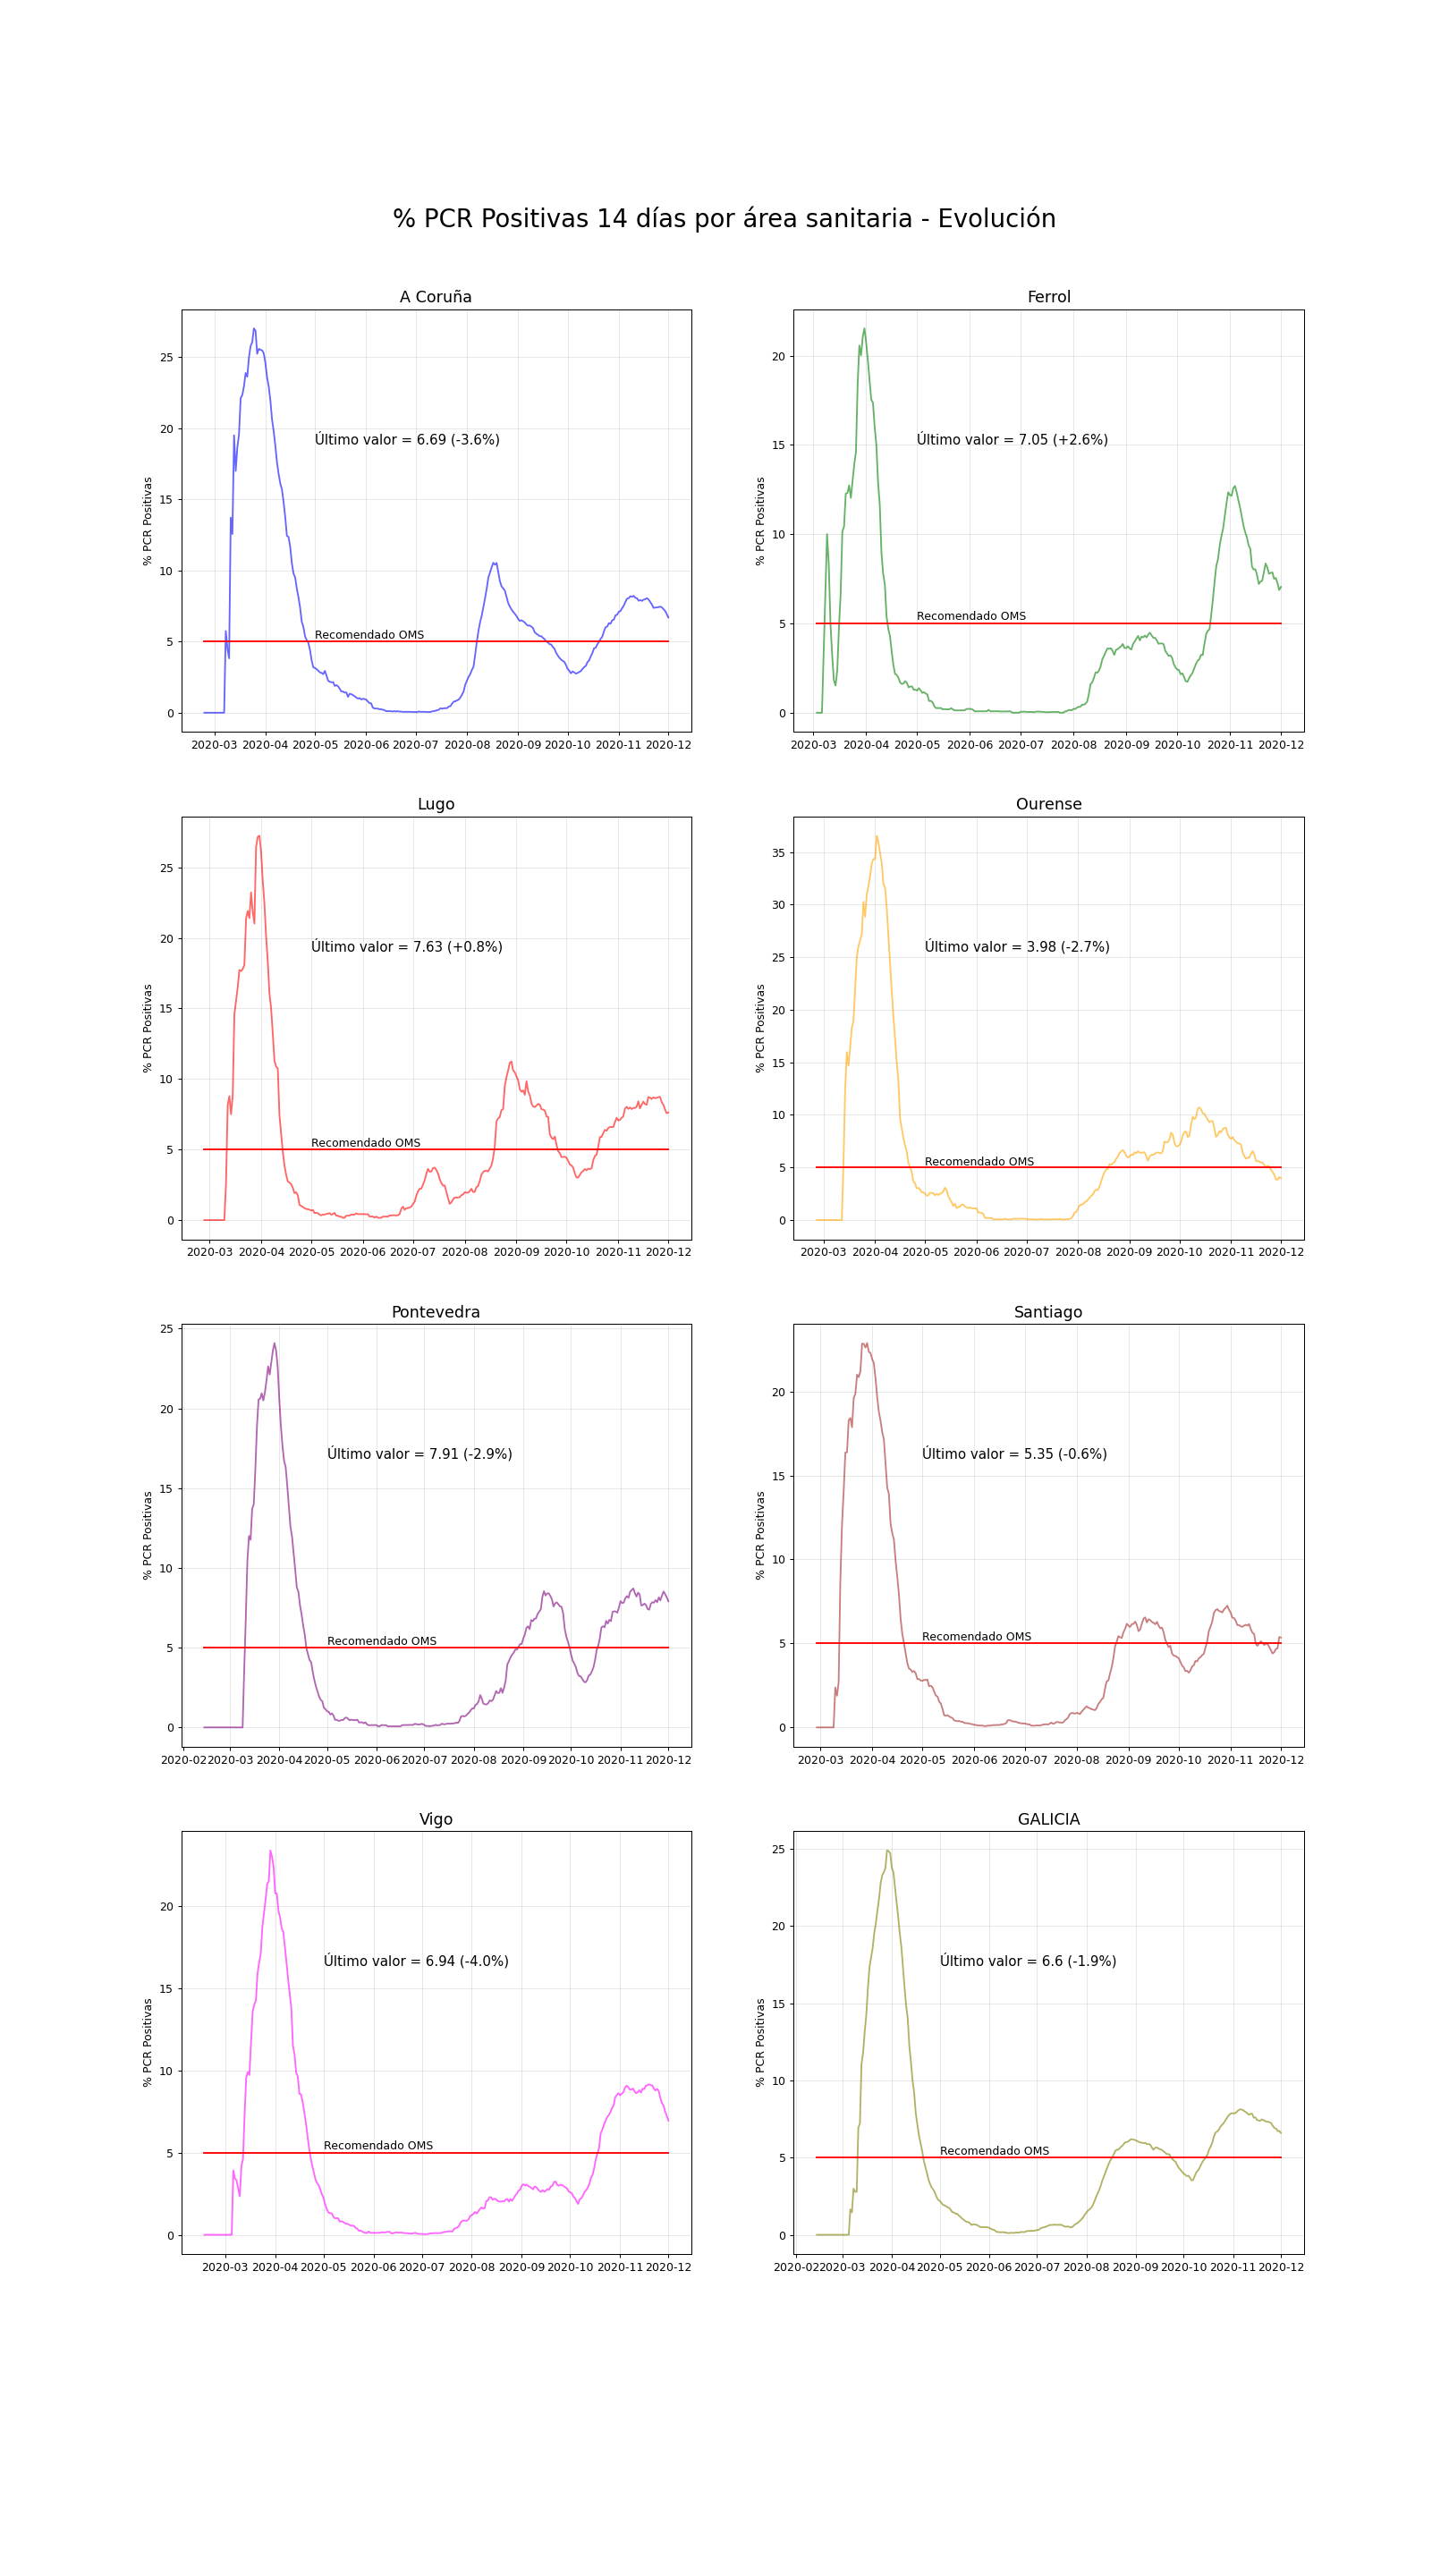 % PCR Positivas 14 días por área sanitaria - Evolución
A Coruña
% PCR Positivas
25
20
15
10
5
0
Último valor = 6.69 (-3.6%)
Recomendado OMS
2020-03 2020-04 2020-05 2020-06 2020-07 2020-08 2020-09 2020-10 2020-11 2020-12
Ferrol
% PCR Positivas
20
15
10
5
0
Último valor = 7.05 (+2.6%)
Recomendado OMS
2020-03 2020-04 2020-05 2020-06 2020-07 2020-08 2020-09 2020-10 2020-11 2020-12
Lugo
% PCR Positivas
25
20
15
10
5
0
Último valor = 7.63 (+0.8%)
Recomendado OMS
2020-03 2020-04 2020-05 2020-06 2020-07 2020-08 2020-09 2020-10 2020-11 2020-12
Ourense
% PCR Positivas
35
30
25
20
15
10
5
0
Último valor = 3.98 (-2.7%)
Recomendado OMS
2020-03 2020-04 2020-05 2020-06 2020-07 2020-08 2020-09 2020-10 2020-11 2020-12
Pontevedra
% PCR Positivas
25
20
15
10
5
0
Último valor = 7.91 (-2.9%)
Recomendado OMS
2020-02 2020-03 2020-04 2020-05 2020-06 2020-07 2020-08 2020-09 2020-10 2020-11 2020-12
Santiago
% PCR Positivas
20
15
10
5
0
Último valor = 5.35 (-0.6%)
Recomendado OMS
2020-03 2020-04 2020-05 2020-06 2020-07 2020-08 2020-09 2020-10 2020-11 2020-12
Vigo
% PCR Positivas
20
15
10
5
0
Último valor = 6.94 (-4.0%)
Recomendado OMS
2020-03 2020-04 2020-05 2020-06 2020-07 2020-08 2020-09 2020-10 2020-11 2020-12
GALICIA
% PCR Positivas
25
20
15
10
5
0
Último valor = 6.6 (-1.9%)
Recomendado OMS
2020-02 2020-03 2020-04 2020-05 2020-06 2020-07 2020-08 2020-09 2020-10 2020-11 2020-12